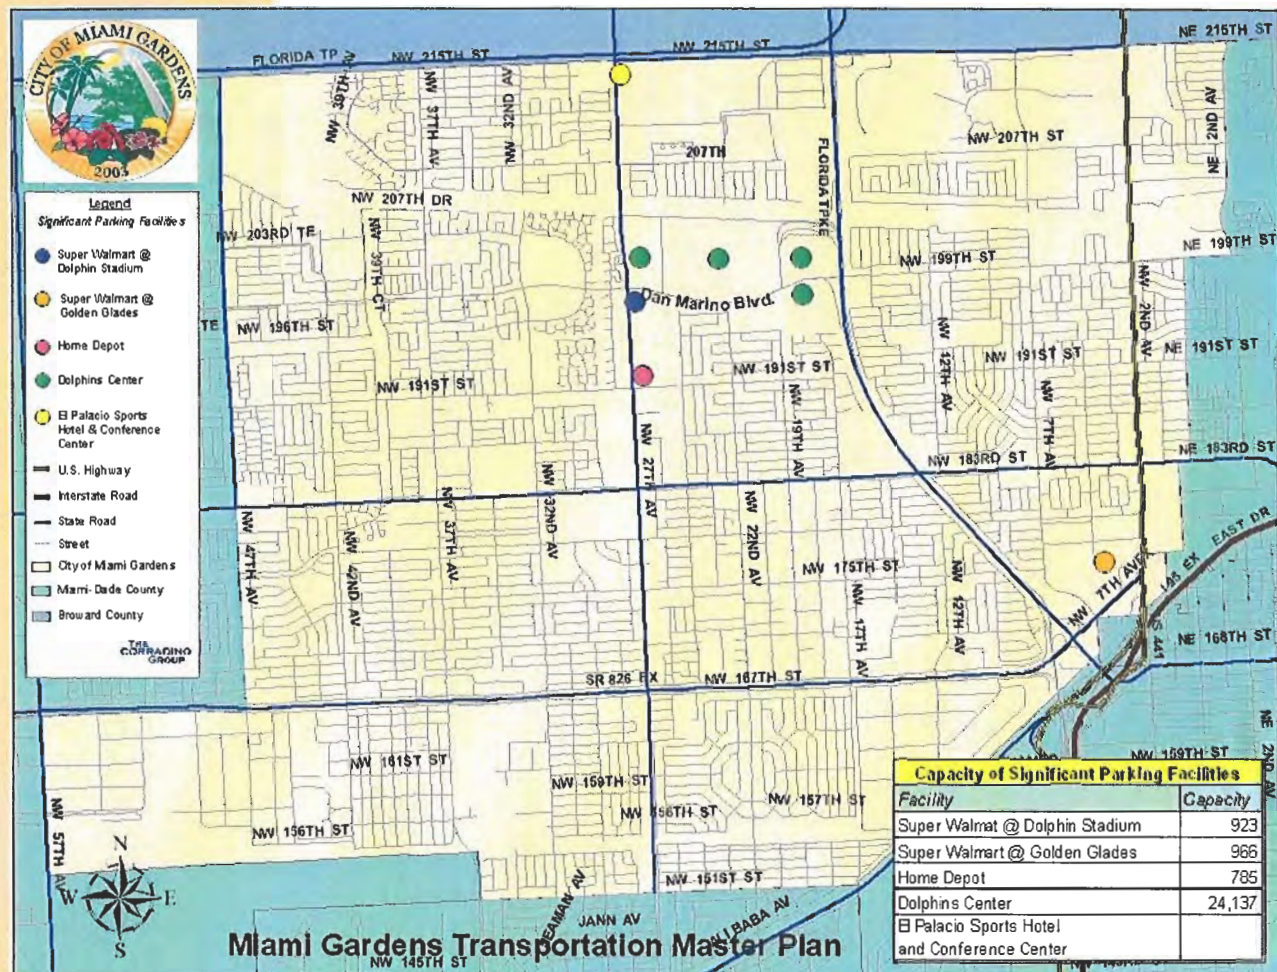 CITY OF MIAMI GARDENS
2003
Legend
Significant Parking Facilities
Super Walmart @
Dolphin Stadium
Super Walmart @
Golden Glades
Home Depot
Dolphins Center
El Palacio Sports
Hotel & Conference
Center
U.S. Highway
Interstate Road
State Road
Street
City of Miami Gardens
Miami-Dade County
Broward County
THE
CORRADINO
GROUP
FLORIDA TP
NW 215TH ST
NW 215TH ST
NE 215TH ST
NW 39TH AV
NW 37TH AV
NW 32ND AV
207TH
FLORIDA TPKE
NW 207TH ST
NE 2ND AV
NW 207TH DR
NW 203RD TE
NW 39TH CT
NW 199TH ST
NE 199TH ST
Dan Marino Blvd.
NW 2ND AV
TE
NW 196TH ST
NW 12TH AV
NW 191ST ST
NE 191ST ST
NW 191ST ST
NW 191ST ST
NW 19TH AV
NW 7TH AV
NW 27TH AV
NW 183RD ST
NE 183RD ST
NW 47TH AV
NW 42ND AV
NW 37TH AV
NW 32ND AV
NW 22ND AV
NW 175TH ST
NW 17TH AV
NW 12TH AV
NW 7TH AVE
I-95 EX
EAST DR
US 441
NE 168TH ST
SR 826 EX
NW 167TH ST
NE 2ND AV
NW 159TH ST
NW 161ST ST
NW 159TH ST
NW 157TH ST
NW 156TH ST
NW 156TH ST
NW 57TH AV
NW 151ST ST
N
W
E
S
SEAMAN AV
JANN AV
ALI BABA AV
NW 145TH ST
Miami Gardens Transportation Master Plan
Capacity of Significant Parking Facilities
Facility Capacity
Super Walmat @ Dolphin Stadium 923
Super Walmart @ Golden Glades 966
Home Depot 785
Dolphins Center 24,137
El Palacio Sports Hotel
and Conference Center